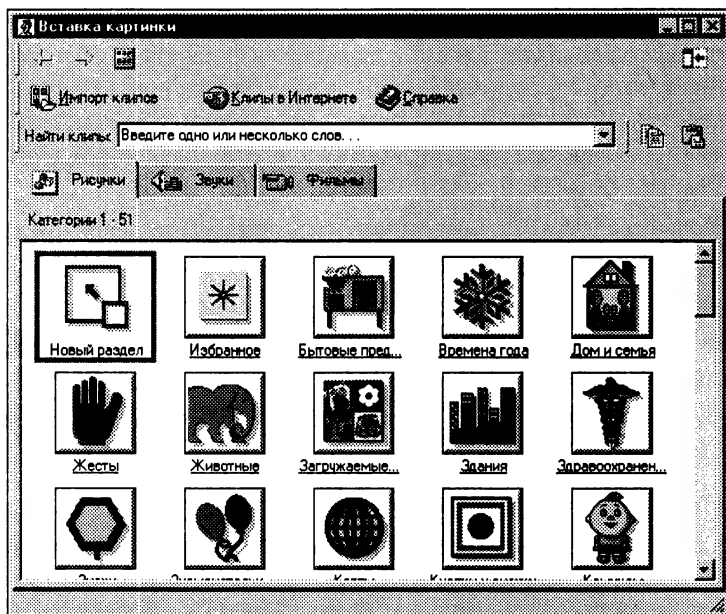 Вставка картинки
Импорт клипов Клипы в Интернете Справка
Найти клипы: Введите одно или несколько слов. . .
Рисунки Звуки Фильмы
Категории 1 - 51
Новый раздел Избранное Бытовые пред... Времена года Дом и семья
Жесты Животные Загружаемые... Здания Здравоохранен...